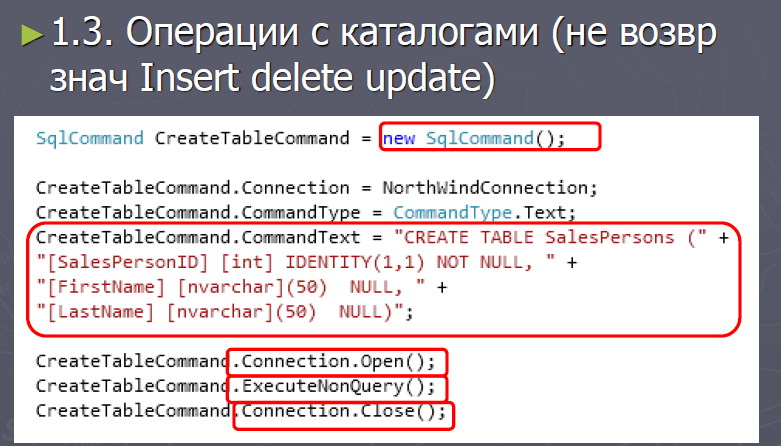 ►1.3. Операции с каталогами (не возвр
знач Insert delete update)
SqlCommand CreateTableCommand = new SqlCommand();
CreateTableCommand.Connection = NorthWindConnection;
CreateTableCommand.CommandType = CommandType.Text;
CreateTableCommand.CommandText = "CREATE TABLE SalesPersons (" +
"[SalesPersonID] [int] IDENTITY(1,1) NOT NULL, " +
"[FirstName] [nvarchar](50)  NULL, " +
"[LastName] [nvarchar](50)  NULL)";
CreateTableCommand.Connection.Open();
CreateTableCommand.ExecuteNonQuery();
CreateTableCommand.Connection.Close();